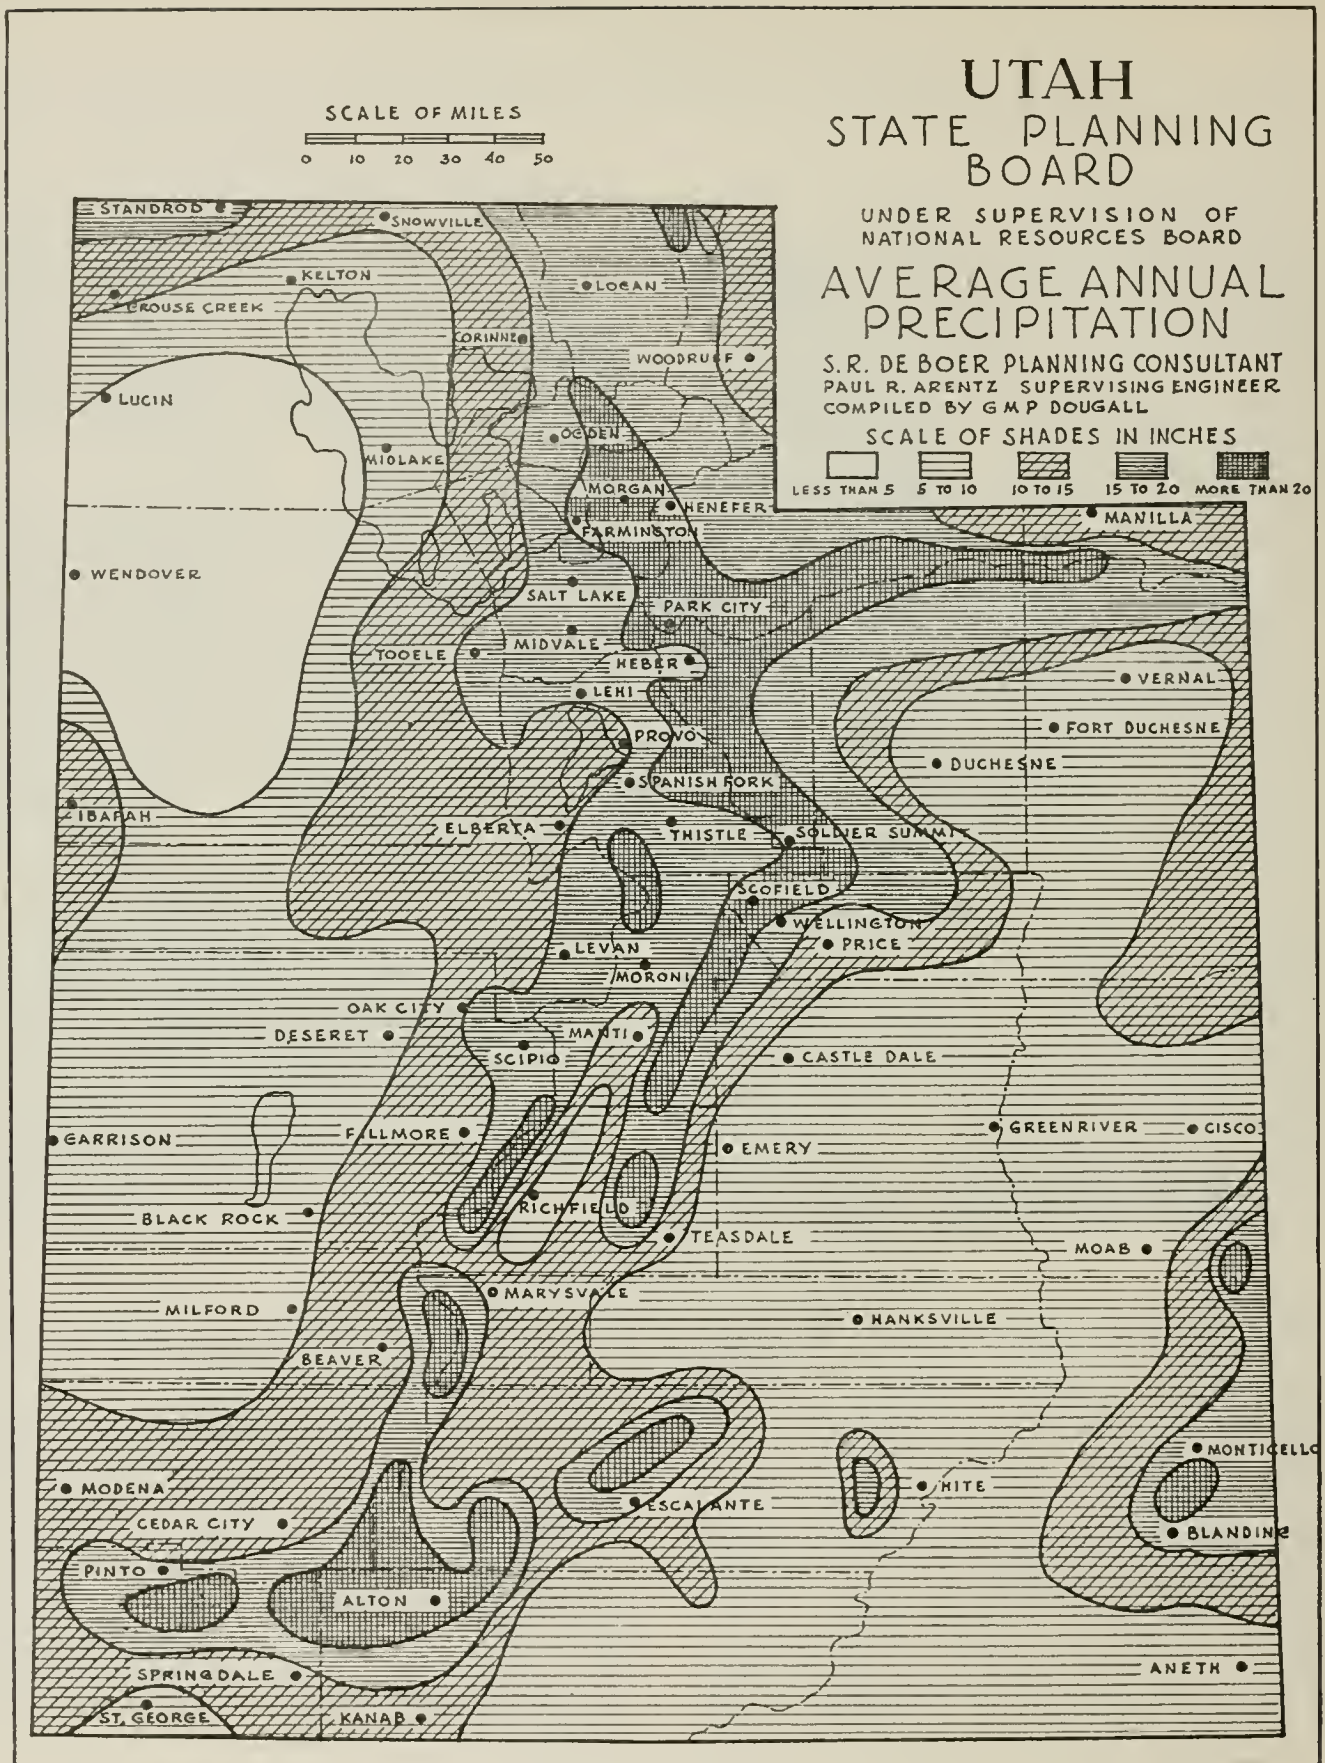 UTAH
STATE PLANNING
BOARD
UNDER SUPERVISION OF
NATIONAL RESOURCES BOARD
AVERAGE ANNUAL
PRECIPITATION
S.R. DE BOER PLANNING CONSULTANT
PAUL R. ARENTZ SUPERVISING ENGINEER
COMPILED BY G M P DOUGALL
SCALE OF SHADES IN INCHES
LESS THAN 5 5 TO 10 10 TO 15 15 TO 20 MORE THAN 20
SCALE OF MILES
0 10 20 30 40 50
STANDROD
SNOWVILLE
KELTON
LOGAN
GROUSE CREEK
CORINNE
WOODRUFF
LUCIN
OGDEN
MIDLAKE
MORGAN
HENEFER
MANILLA
FARMINGTON
WENDOVER
SALT LAKE
PARK CITY
MIDVALE
TOOELE
HEBER
VERNAL
LEHI
FORT DUCHESNE
PROVO
DUCHESNE
SPANISH FORK
IBAPAH
ELBERTA
THISTLE
SOLDIER SUMMIT
SCOFIELD
WELLINGTON
PRICE
LEVAN
MORONI
OAK CITY
DESERET
MANTI
SCIPIO
CASTLE DALE
GARRISON
FILLMORE
GREENRIVER
CISCO
EMERY
RICHFIELD
BLACK ROCK
TEASDALE
MOAB
MARYSVALE
MILFORD
HANKSVILLE
BEAVER
MONTICELLO
MODENA
HITE
ESCALANTE
CEDAR CITY
BLANDING
PINTO
ALTON
SPRINGDALE
ANETH
ST. GEORGE
KANAB